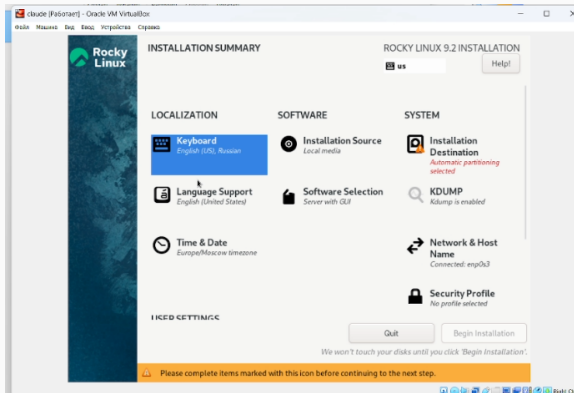 claude [Работает] - Oracle VM VirtualBox
Файл Машина Вид Ввод Устройства Справка
Rocky
Linux
INSTALLATION SUMMARY
ROCKY LINUX 9.2 INSTALLATION
us
Help!
LOCALIZATION
SOFTWARE
SYSTEM
Keyboard
English (US), Russian
Installation Source
Local media
Installation
Destination
Automatic partitioning
selected
Language Support
English (United States)
Software Selection
Server with GUI
KDUMP
Kdump is enabled
Time & Date
Europe/Moscow timezone
Network & Host
Name
Connected: enp0s3
Security Profile
No profile selected
USER SETTINGS
Quit
Begin Installation
We won't touch your disks until you click 'Begin Installation'.
Please complete items marked with this icon before continuing to the next step.
Right Ct